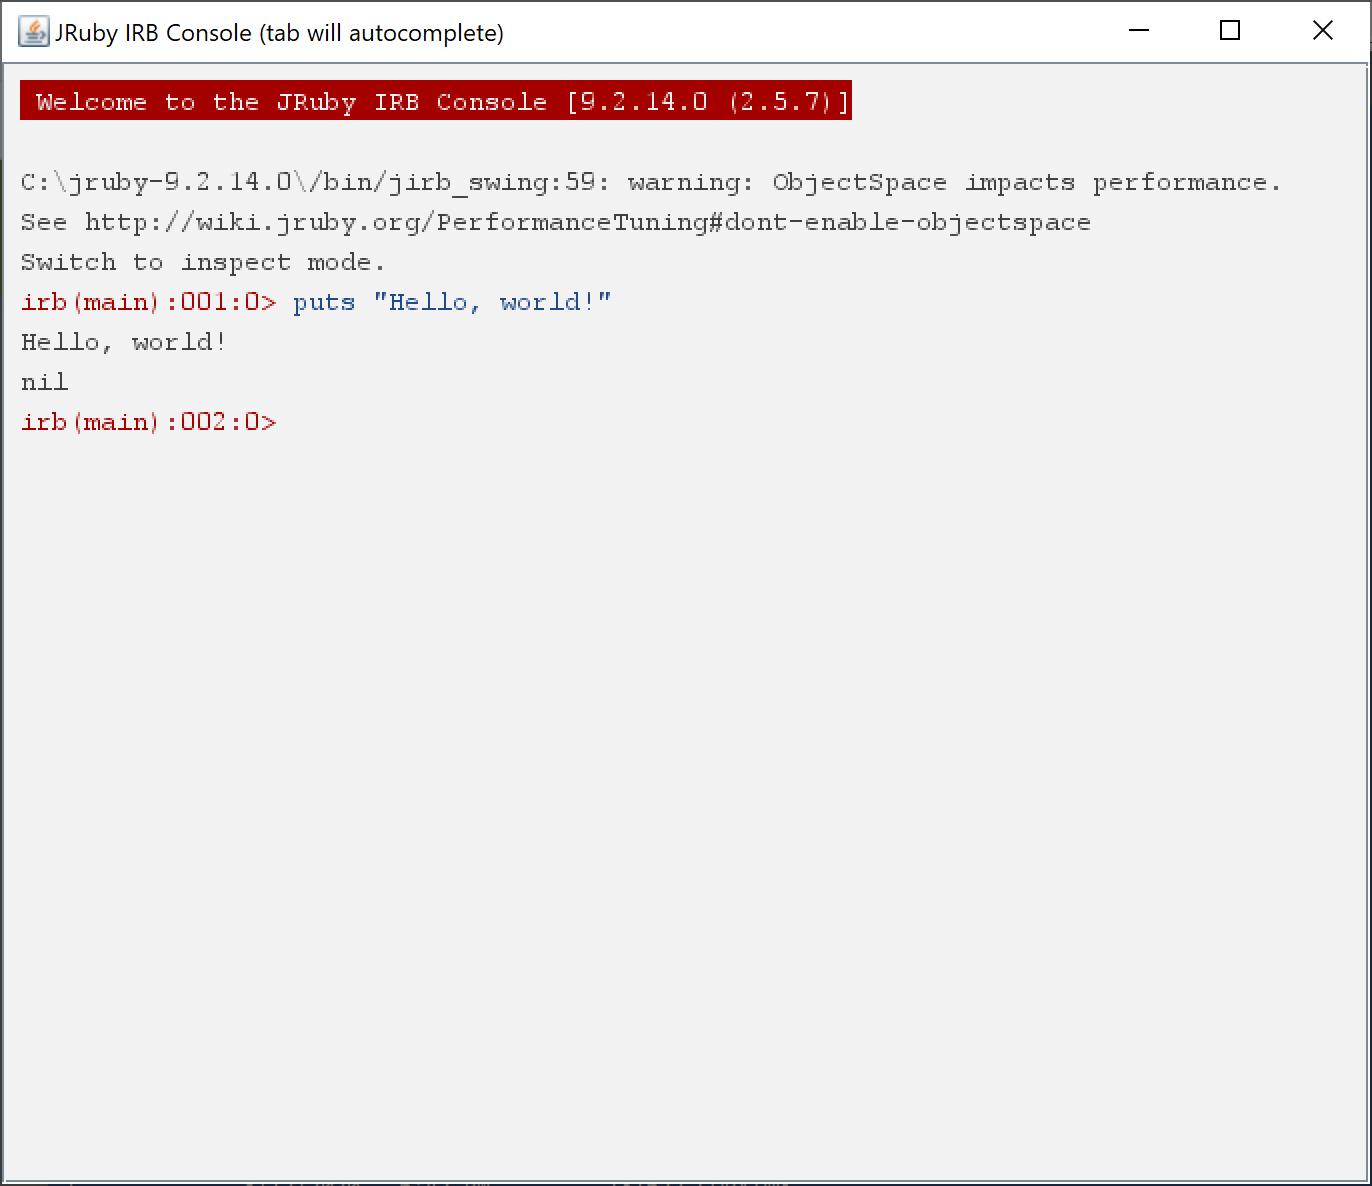 JRuby IRB Console (tab will autocomplete)
Welcome to the JRuby IRB Console [9.2.14.0 (2.5.7)]
C:\jruby-9.2.14.0\/bin/jirb_swing:59: warning: ObjectSpace impacts performance.
See http://wiki.jruby.org/PerformanceTuning#dont-enable-objectspace
Switch to inspect mode.
irb(main):001:0> puts "Hello, world!"
Hello, world!
nil
irb(main):002:0>